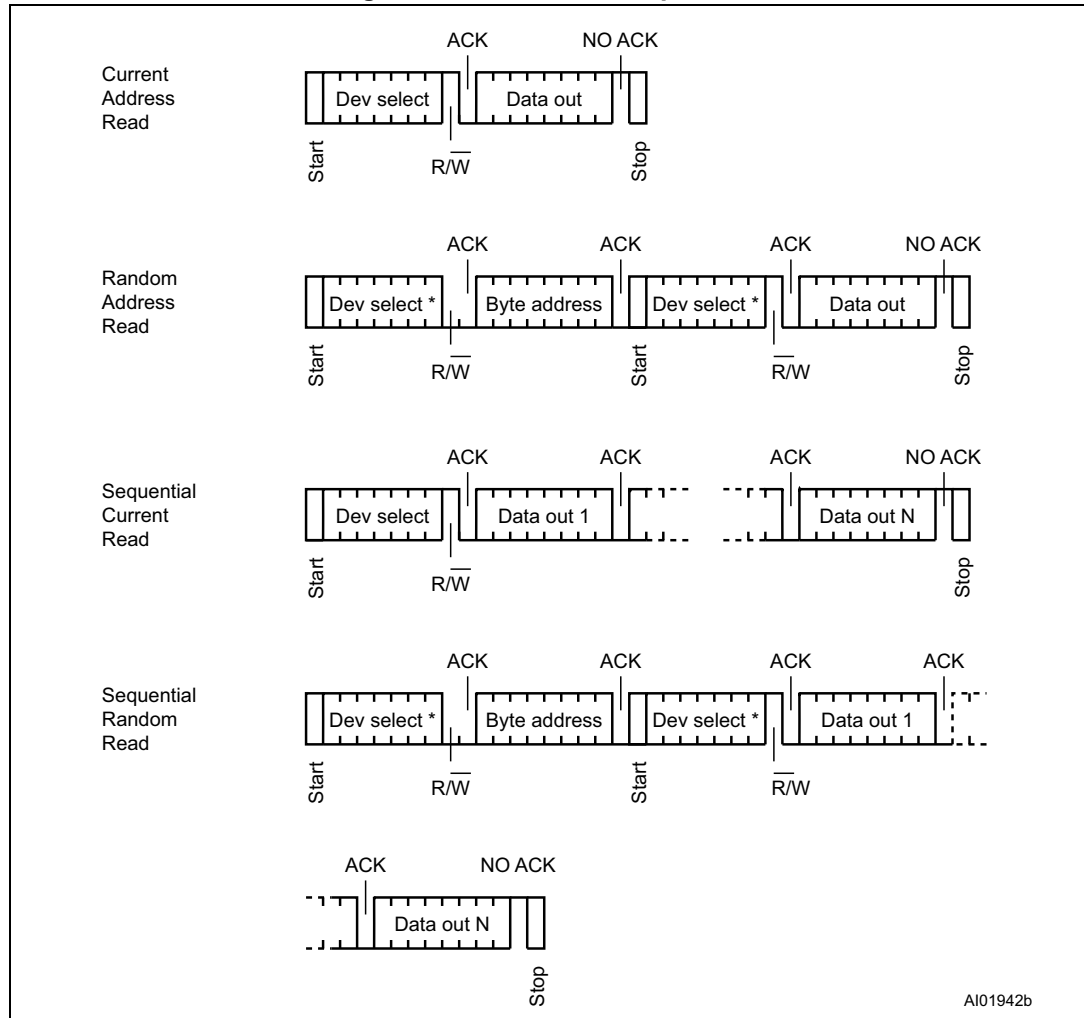 ACK NO ACK
Current
Address
Read
Dev select Data out
Start R/W Stop
ACK ACK ACK NO ACK
Random
Address
Read
Dev select * Byte address Dev select * Data out
Start R/W Start R/W Stop
ACK ACK ACK NO ACK
Sequential
Current
Read
Dev select Data out 1 Data out N
Start R/W Stop
ACK ACK ACK ACK
Sequential
Random
Read
Dev select * Byte address Dev select * Data out 1
Start R/W Start R/W
ACK NO ACK
Data out N
Stop
AI01942b